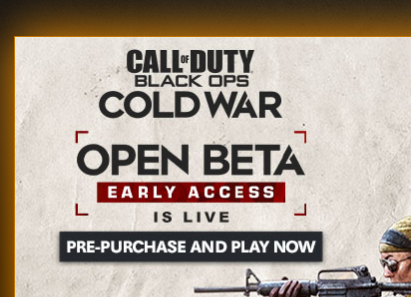 CALL OF DUTY
BLACK OPS
COLD WAR
OPEN BETA
EARLY ACCESS
IS LIVE
PRE-PURCHASE AND PLAY NOW